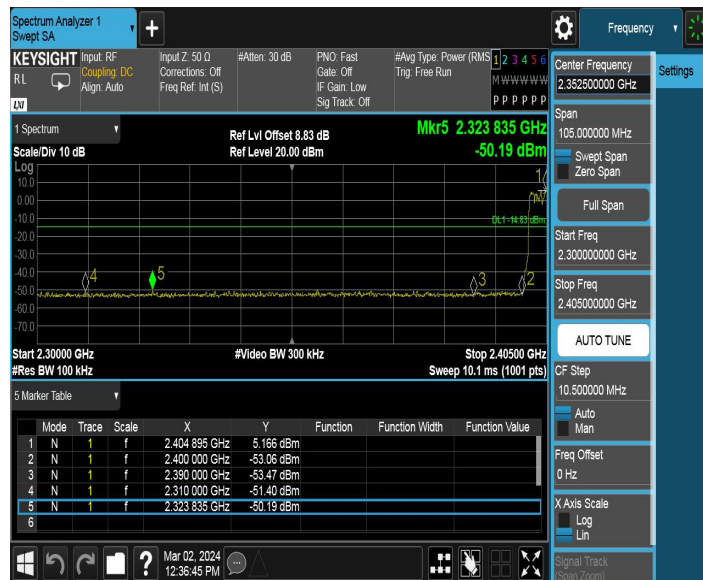 Spectrum Analyzer 1
Swept SA
+
Frequency
KEYSIGHT Input: RF Input Z: 50 Ω #Atten: 30 dB PNO: Fast #Avg Type: Power (RMS 1 2 3 4 5 6
RL Coupling: DC Corrections: Off Gate: Off Trig: Free Run M W W W W W
Align: Auto Freq Ref: Int (S) IF Gain: Low
LXI Sig Track: Off P P P P P P
1 Spectrum
Ref Lvl Offset 8.83 dB Mkr5 2.323 835 GHz
Scale/Div 10 dB Ref Level 20.00 dBm -50.19 dBm
Log
10.0
0.00
-10.0
-20.0
-30.0
-40.0
-50.0
-60.0
-70.0
1
DL1 -14.83 dBm
4
5
3
2
Start 2.30000 GHz #Video BW 300 kHz Stop 2.40500 GHz
#Res BW 100 kHz Sweep 10.1 ms (1001 pts)
5 Marker Table
Mode Trace Scale X Y Function Function Width Function Value
1 N 1 f 2.404 895 GHz 5.166 dBm
2 N 1 f 2.400 000 GHz -53.06 dBm
3 N 1 f 2.390 000 GHz -53.47 dBm
4 N 1 f 2.310 000 GHz -51.40 dBm
5 N 1 f 2.323 835 GHz -50.19 dBm
6
?
Mar 02, 2024
12:36:45 PM
Center Frequency
2.352500000 GHz
Settings
Span
105.000000 MHz
Swept Span
Zero Span
Full Span
Start Freq
2.300000000 GHz
Stop Freq
2.405000000 GHz
AUTO TUNE
CF Step
10.500000 MHz
Auto
Man
Freq Offset
0 Hz
X Axis Scale
Log
Lin
Signal Track
(Span Zoom)